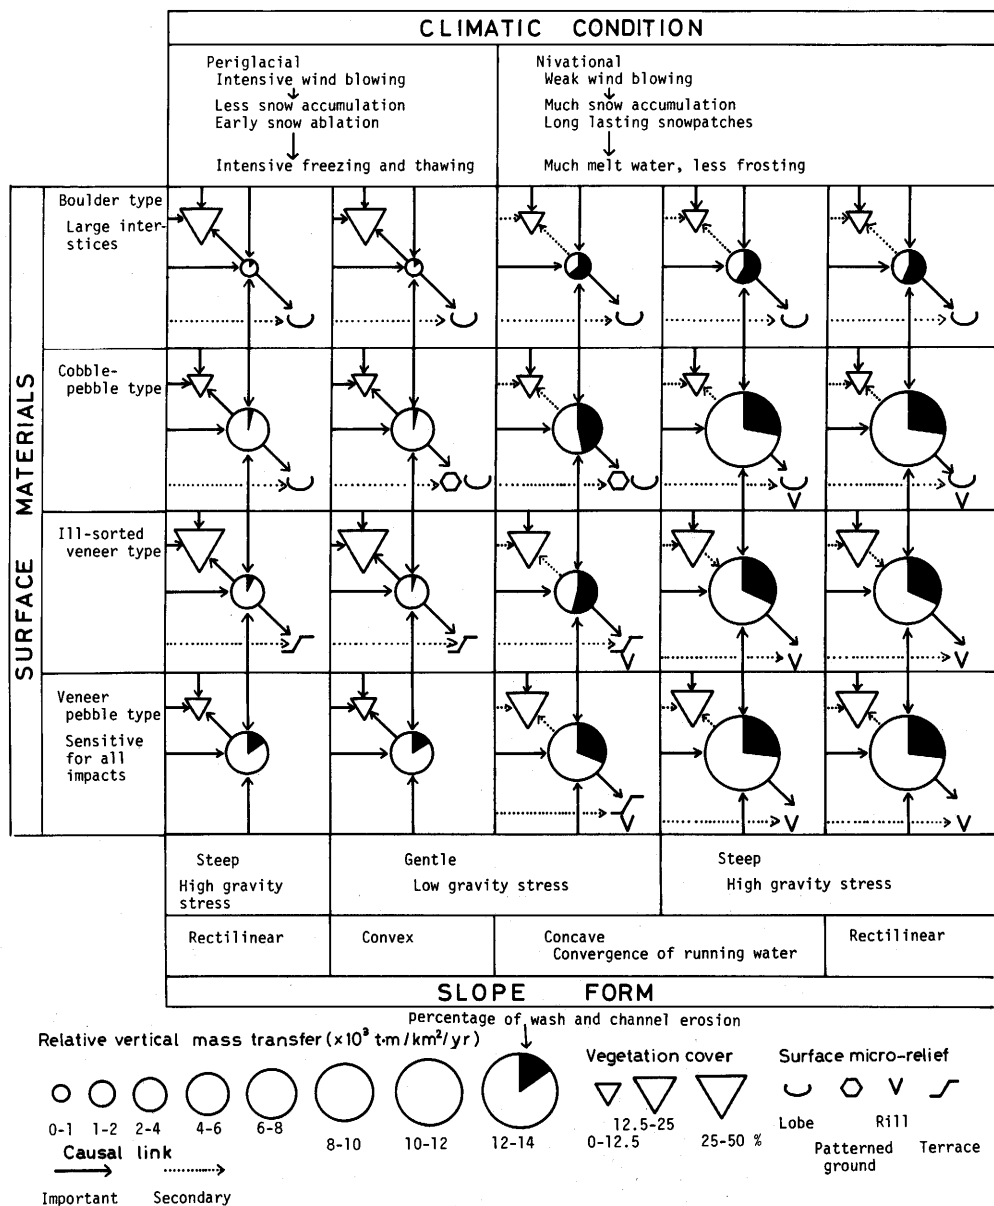 CLIMATIC CONDITION
Periglacial
Intensive wind blowing
Less snow accumulation
Early snow ablation
Intensive freezing and thawing
Nivational
Weak wind blowing
Much snow accumulation
Long lasting snowpatches
Much melt water, less frosting
SURFACE MATERIALS
Boulder type
Large inter-
stices
Cobble-
pebble type
Ill-sorted
veneer type
Veneer
pebble type
Sensitive
for all
impacts
Steep
High gravity
stress
Gentle
Low gravity stress
Steep
High gravity stress
Rectilinear
Convex
Concave
Convergence of running water
Rectilinear
SLOPE FORM
percentage of wash and channel erosion
Relative vertical mass transfer (x10³ t·m/km²/yr)
0-1
1-2
2-4
4-6
6-8
8-10
10-12
12-14
Vegetation cover
0-12.5
12.5-25
25-50 %
Surface micro-relief
Lobe
Patterned
ground
Rill
Terrace
Causal link
Important
Secondary